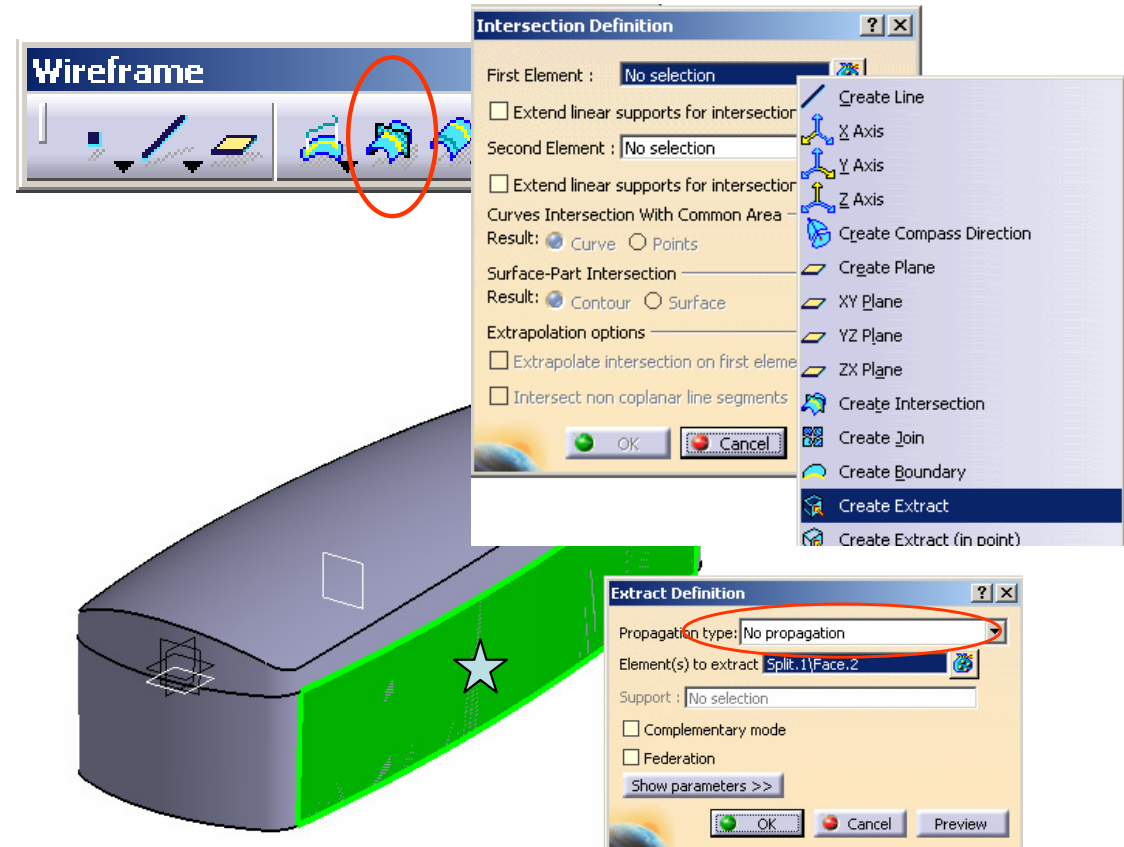 Wireframe
Intersection Definition
First Element : No selection
Extend linear supports for intersection
Second Element : No selection
Extend linear supports for intersection
Curves Intersection With Common Area
Result: Curve Points
Surface-Part Intersection
Result: Contour Surface
Extrapolation options
Extrapolate intersection on first eleme
Intersect non coplanar line segments
OK Cancel
Create Line
X Axis
Y Axis
Z Axis
Create Compass Direction
Create Plane
XY Plane
YZ Plane
ZX Plane
Create Intersection
Create Join
Create Boundary
Create Extract
Create Extract (in point)
Extract Definition
Propagation type: No propagation
Element(s) to extract Split.1\Face.2
Support : No selection
Complementary mode
Federation
Show parameters >>
OK Cancel Preview